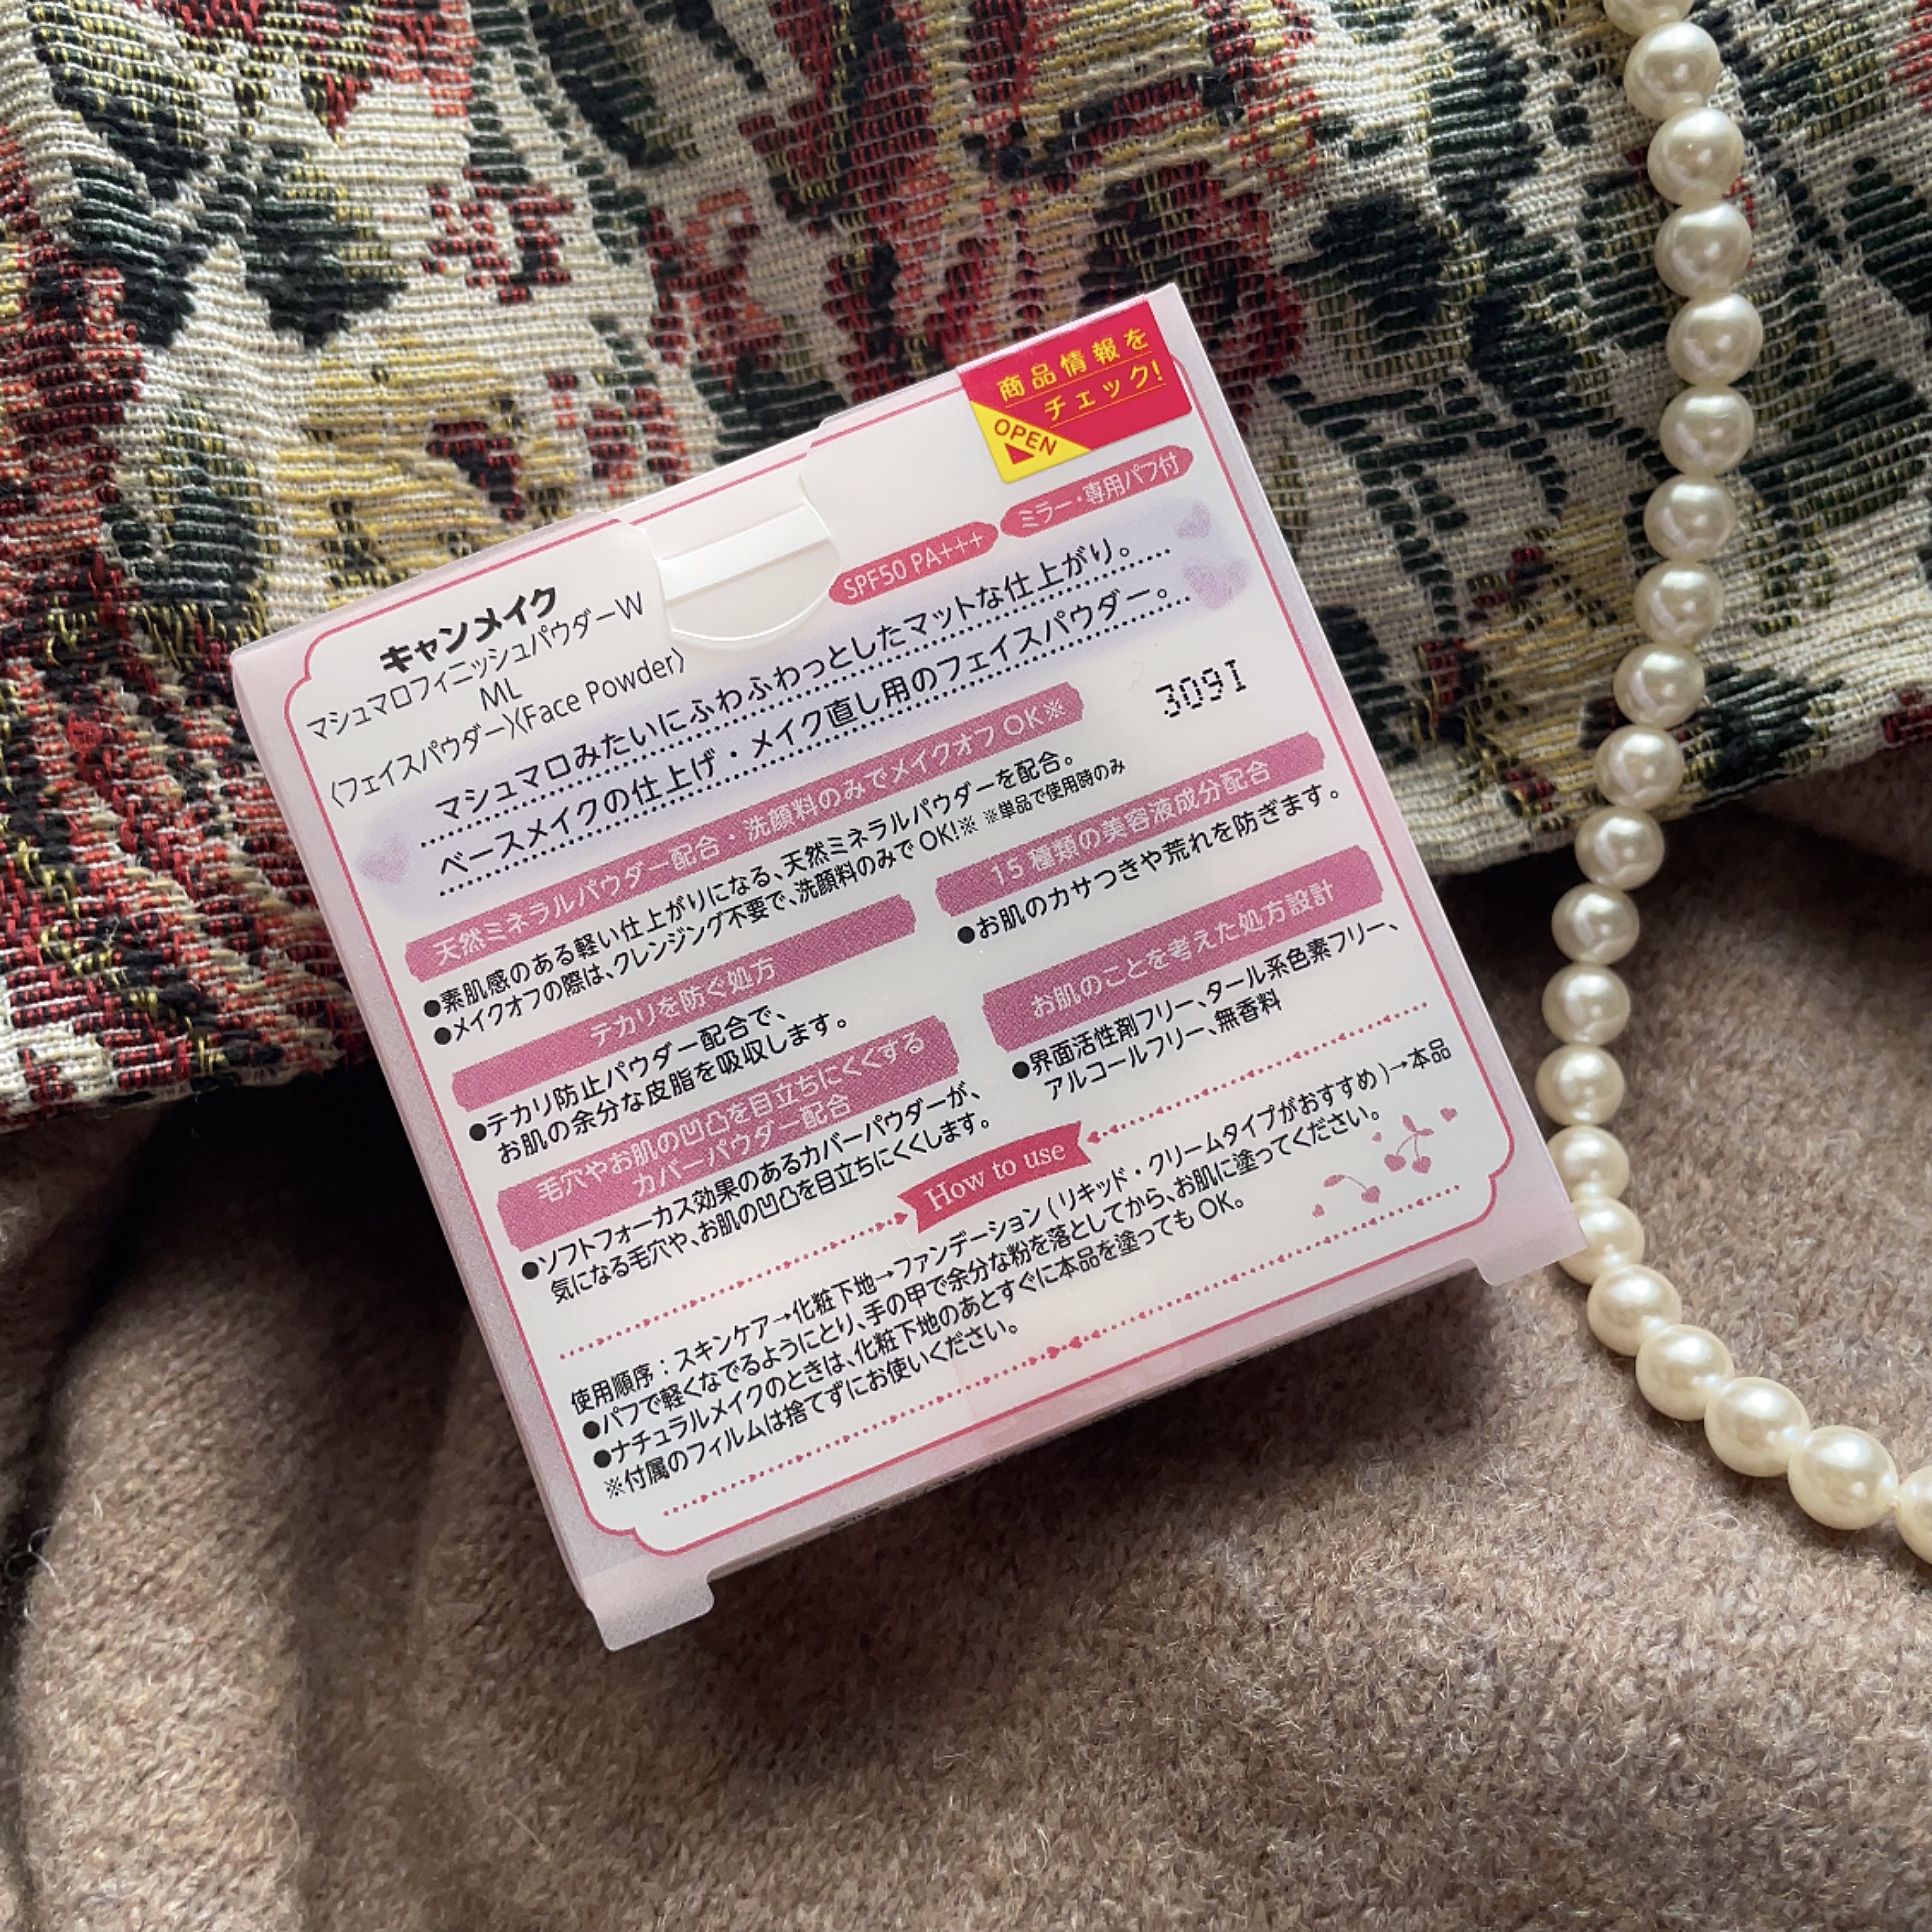 商品情報を
チェック!
OPEN
キャンメイク
マシュマロフィニッシュパウダーW
ML
〈フェイスパウダー〉〈Face Powder〉
SPF50 PA+++
ミラー・専用パフ付
マシュマロみたいにふわふわっとしたマットな仕上がり。
ベースメイクの仕上げ・メイク直し用のフェイスパウダー。
3091
天然ミネラルパウダー配合・洗顔料のみでメイクオフ OK※
●素肌感のある軽い仕上がりになる、天然ミネラルパウダーを配合。
●メイクオフの際は、クレンジング不要で、洗顔料のみで OK!※ ※単品で使用時のみ
テカリを防ぐ処方
●テカリ防止パウダー配合で、
お肌の余分な皮脂を吸収します。
毛穴やお肌の凹凸を目立ちにくくする
カバーパウダー配合
●ソフトフォーカス効果のあるカバーパウダーが、
気になる毛穴や、お肌の凹凸を目立ちにくくします。
15 種類の美容液成分配合
●お肌のカサつきや荒れを防ぎます。
お肌のことを考えた処方設計
●界面活性剤フリー、タール系色素フリー、
アルコールフリー、無香料
How to use
使用順序：スキンケア→化粧下地→ファンデーション(リキッド・クリームタイプがおすすめ)→本品
●パフで軽くなでるようにとり、手の甲で余分な粉を落としてから、お肌に塗ってください。
●ナチュラルメイクのときは、化粧下地のあとすぐに本品を塗っても OK。
※付属のフィルムは捨てずにお使いください。